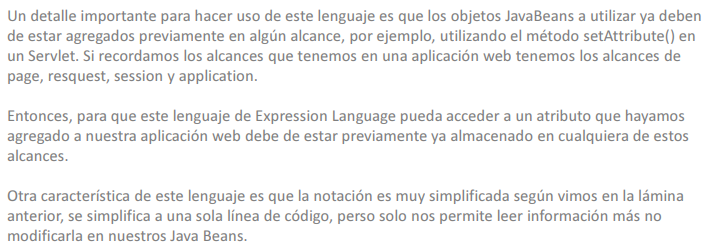 Un detalle importante para hacer uso de este lenguaje es que los objetos JavaBeans a utilizar ya deben
de estar agregados previamente en algún alcance, por ejemplo, utilizando el método setAttribute() en
un Servlet. Si recordamos los alcances que tenemos en una aplicación web tenemos los alcances de
page, resquest, session y application.
Entonces, para que este lenguaje de Expression Language pueda acceder a un atributo que hayamos
agregado a nuestra aplicación web debe de estar previamente ya almacenado en cualquiera de estos
alcances.
Otra característica de este lenguaje es que la notación es muy simplificada según vimos en la lámina
anterior, se simplifica a una sola línea de código, perso solo nos permite leer información más no
modificarla en nuestros Java Beans.